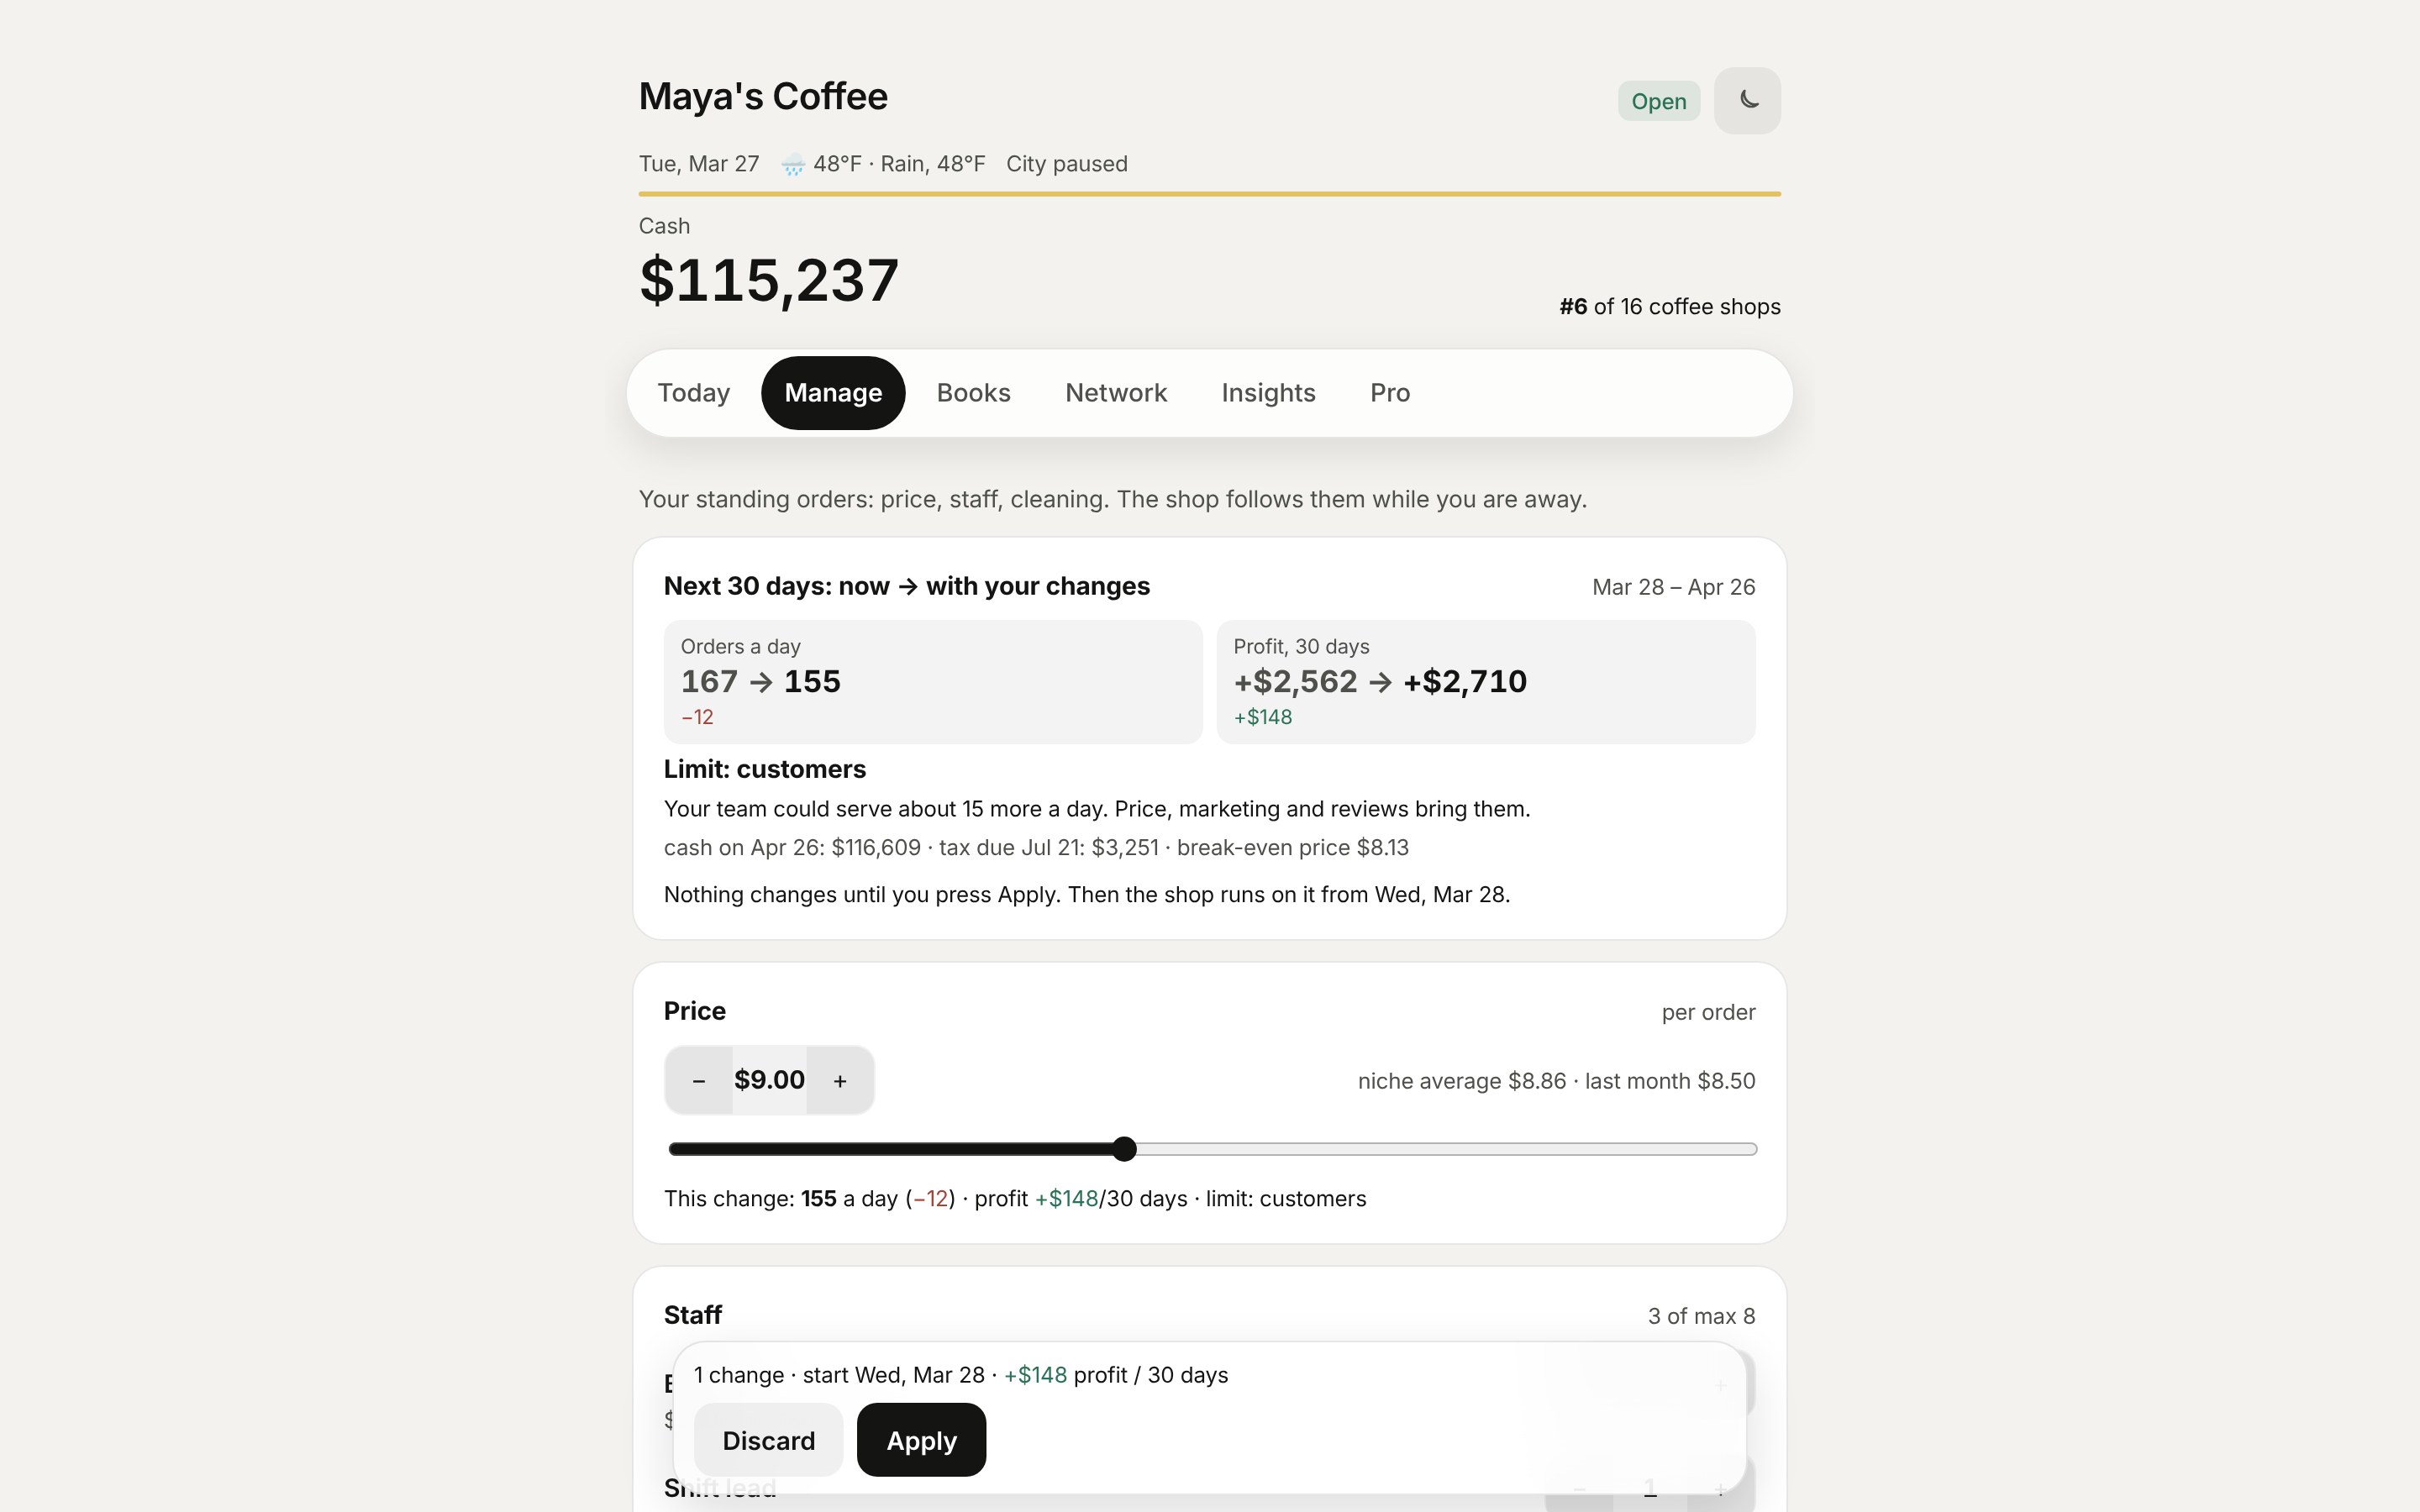 Maya's Coffee
Open
Tue, Mar 27 48°F · Rain, 48°F City paused
Cash
$115,237
#6 of 16 coffee shops
Today Manage Books Network Insights Pro
Your standing orders: price, staff, cleaning. The shop follows them while you are away.
Next 30 days: now → with your changes
Mar 28 – Apr 26
Orders a day
167 → 155
−12
Profit, 30 days
+$2,562 → +$2,710
+$148
Limit: customers
Your team could serve about 15 more a day. Price, marketing and reviews bring them.
cash on Apr 26: $116,609 · tax due Jul 21: $3,251 · break-even price $8.13
Nothing changes until you press Apply. Then the shop runs on it from Wed, Mar 28.
Price
per order
− $9.00 +
niche average $8.86 · last month $8.50
This change: 155 a day (−12) · profit +$148/30 days · limit: customers
Staff
3 of max 8
1 change · start Wed, Mar 28 · +$148 profit / 30 days
Discard Apply
Shift lead
− 1 +